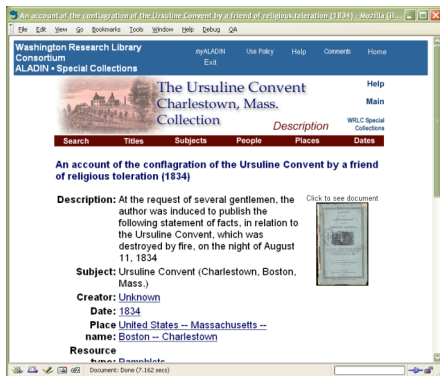 An account of the conflagration of the Ursuline Convent by a friend of religious toleration (1834) - Mozilla {
File Edit View Go Bookmarks Tools Window Help Debug QA
Washington Research Library
Consortium
ALADIN • Special Collections
myALADIN Use Policy Help Comments Home
Exit
The Ursuline Convent
Charlestown, Mass.
Collection
Description
Help
Main
WRLC Special
Collections
Search Titles Subjects People Places Dates
An account of the conflagration of the Ursuline Convent by a friend
of religious toleration (1834)
Description: At the request of several gentlemen, the
author was induced to publish the
following statement of facts, in relation to
the Ursuline Convent, which was
destroyed by fire, on the night of August
11, 1834
Click to see document
Subject: Ursuline Convent (Charlestown, Boston,
Mass.)
Creator: Unknown
Date: 1834
Place United States -- Massachusetts --
name: Boston -- Charlestown
Resource
type: Pamphlets
Document: Done (7.162 secs)